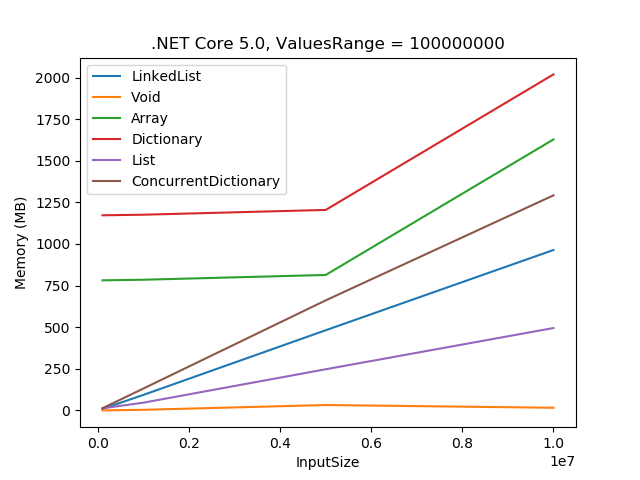 .NET Core 5.0, ValuesRange = 100000000
LinkedList
Void
Array
Dictionary
List
ConcurrentDictionary
Memory (MB)
2000
1750
1500
1250
1000
750
500
250
0
0.0 0.2 0.4 0.6 0.8 1.0
1e7
InputSize